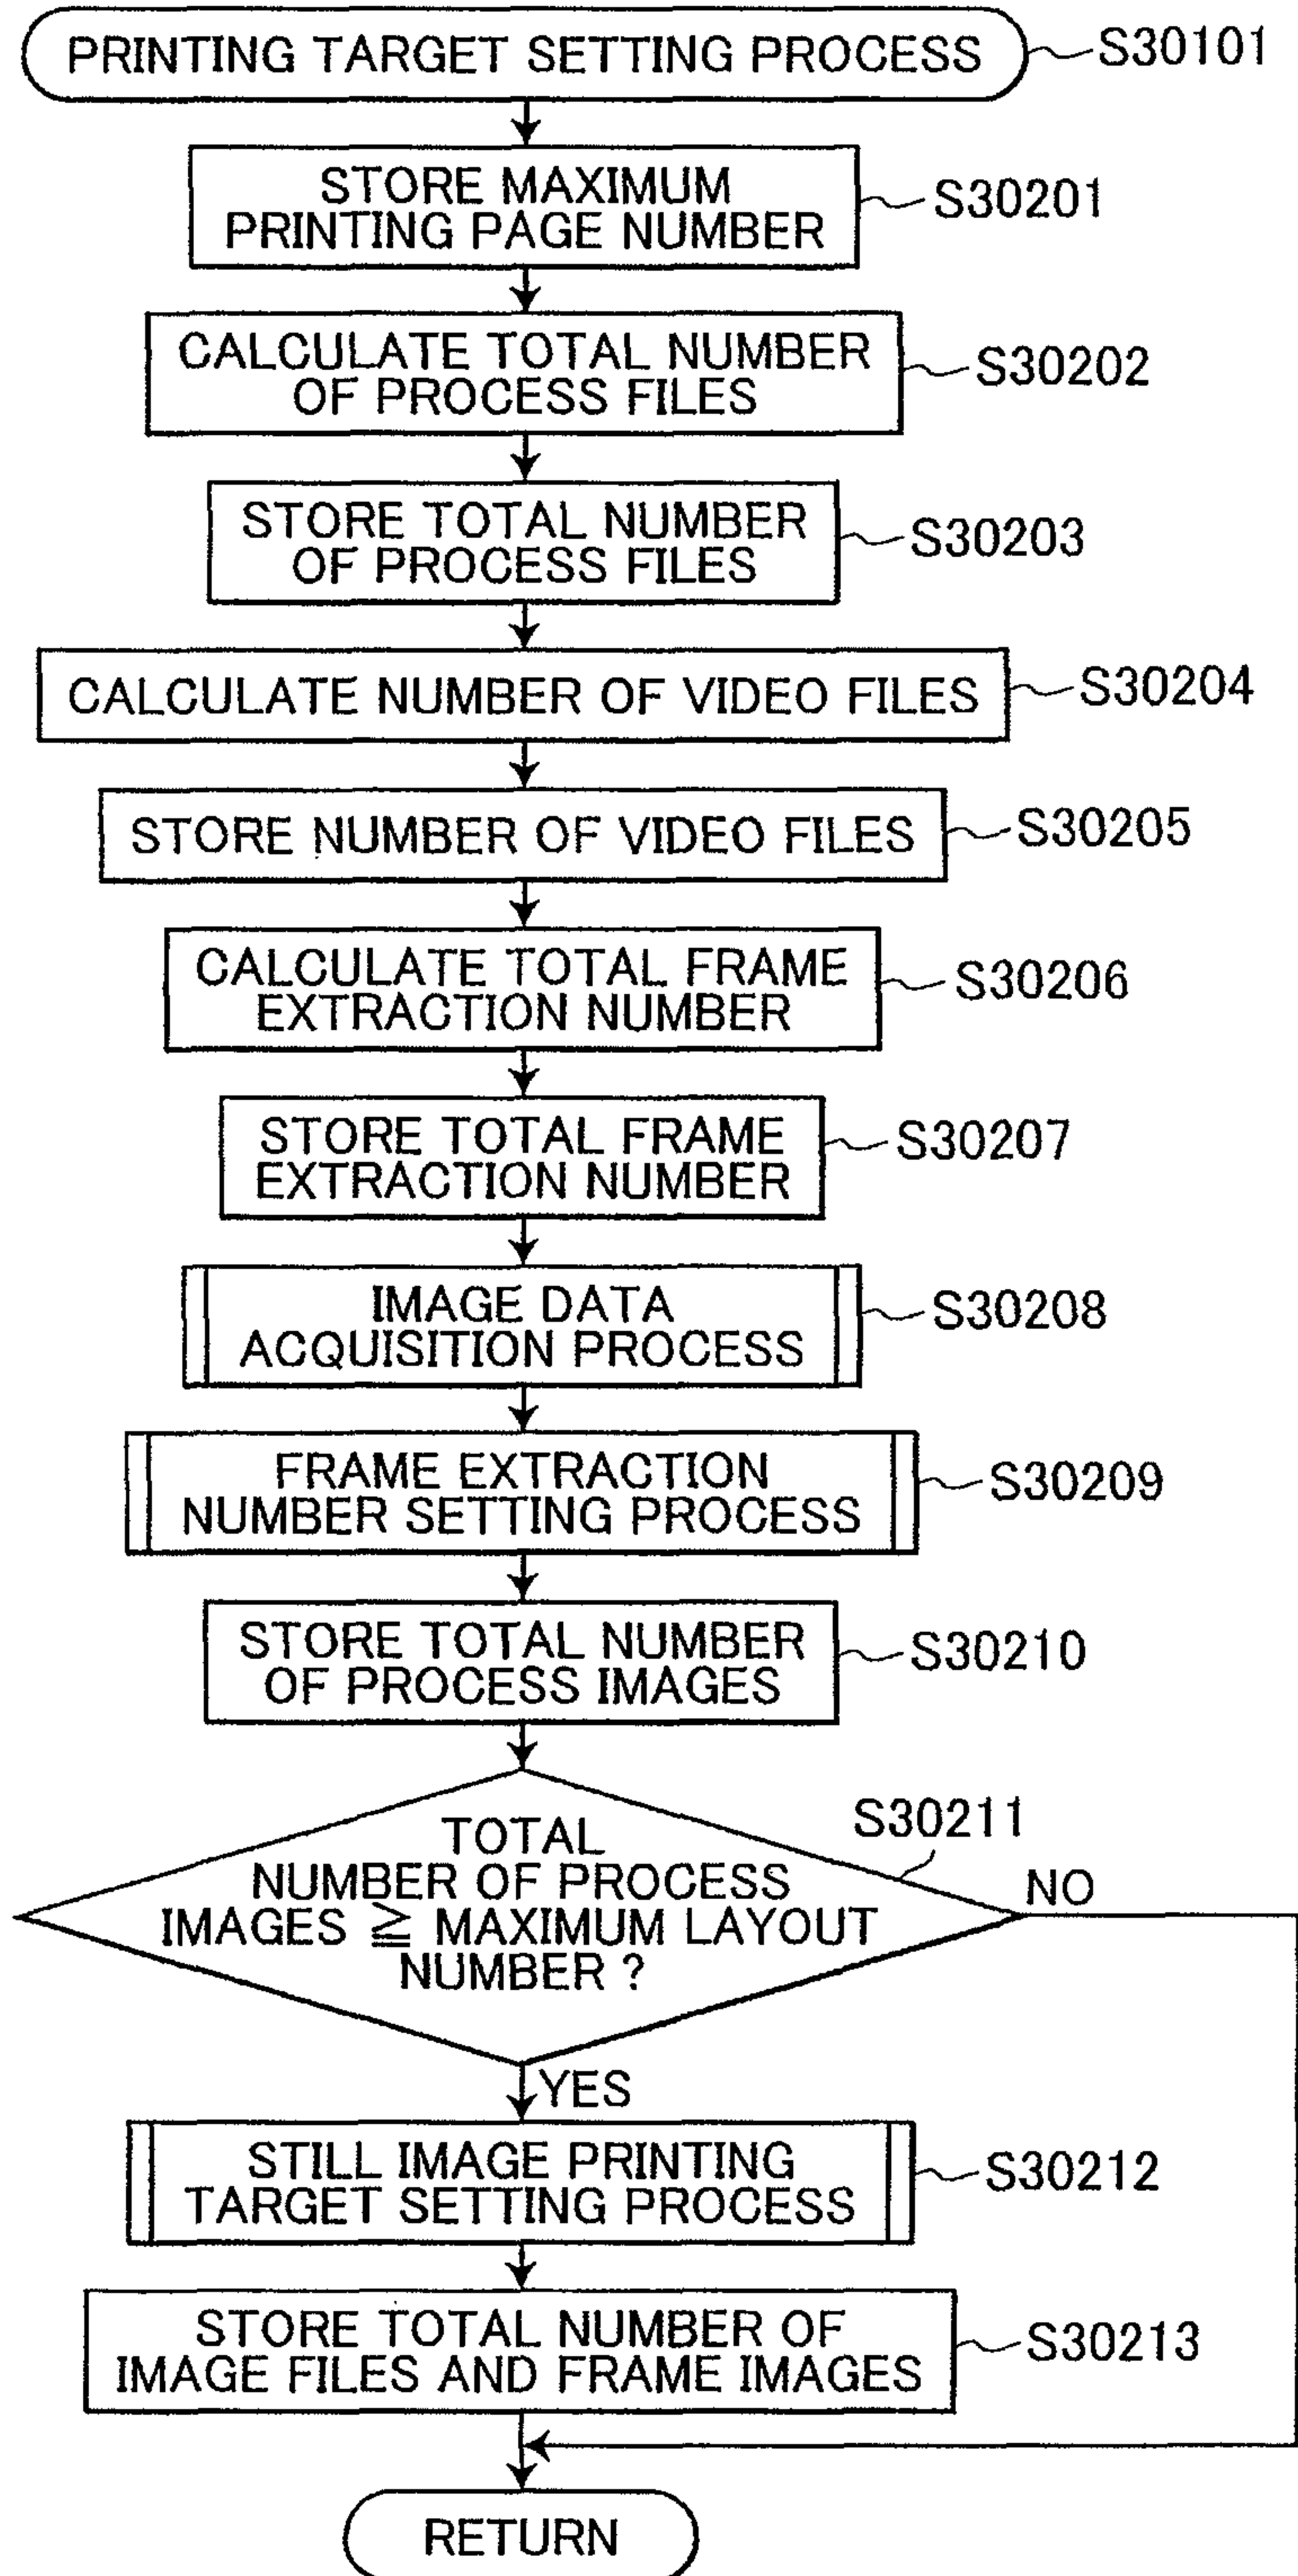 PRINTING TARGET SETTING PROCESS
S30101
STORE MAXIMUM
PRINTING PAGE NUMBER
S30201
CALCULATE TOTAL NUMBER
OF PROCESS FILES
S30202
STORE TOTAL NUMBER
OF PROCESS FILES
S30203
CALCULATE NUMBER OF VIDEO FILES
S30204
STORE NUMBER OF VIDEO FILES
S30205
CALCULATE TOTAL FRAME
EXTRACTION NUMBER
S30206
STORE TOTAL FRAME
EXTRACTION NUMBER
S30207
IMAGE DATA
ACQUISITION PROCESS
S30208
FRAME EXTRACTION
NUMBER SETTING PROCESS
S30209
STORE TOTAL NUMBER
OF PROCESS IMAGES
S30210
TOTAL
NUMBER OF PROCESS
IMAGES ≧ MAXIMUM LAYOUT
NUMBER ?
S30211
NO
YES
STILL IMAGE PRINTING
TARGET SETTING PROCESS
S30212
STORE TOTAL NUMBER OF
IMAGE FILES AND FRAME IMAGES
S30213
RETURN